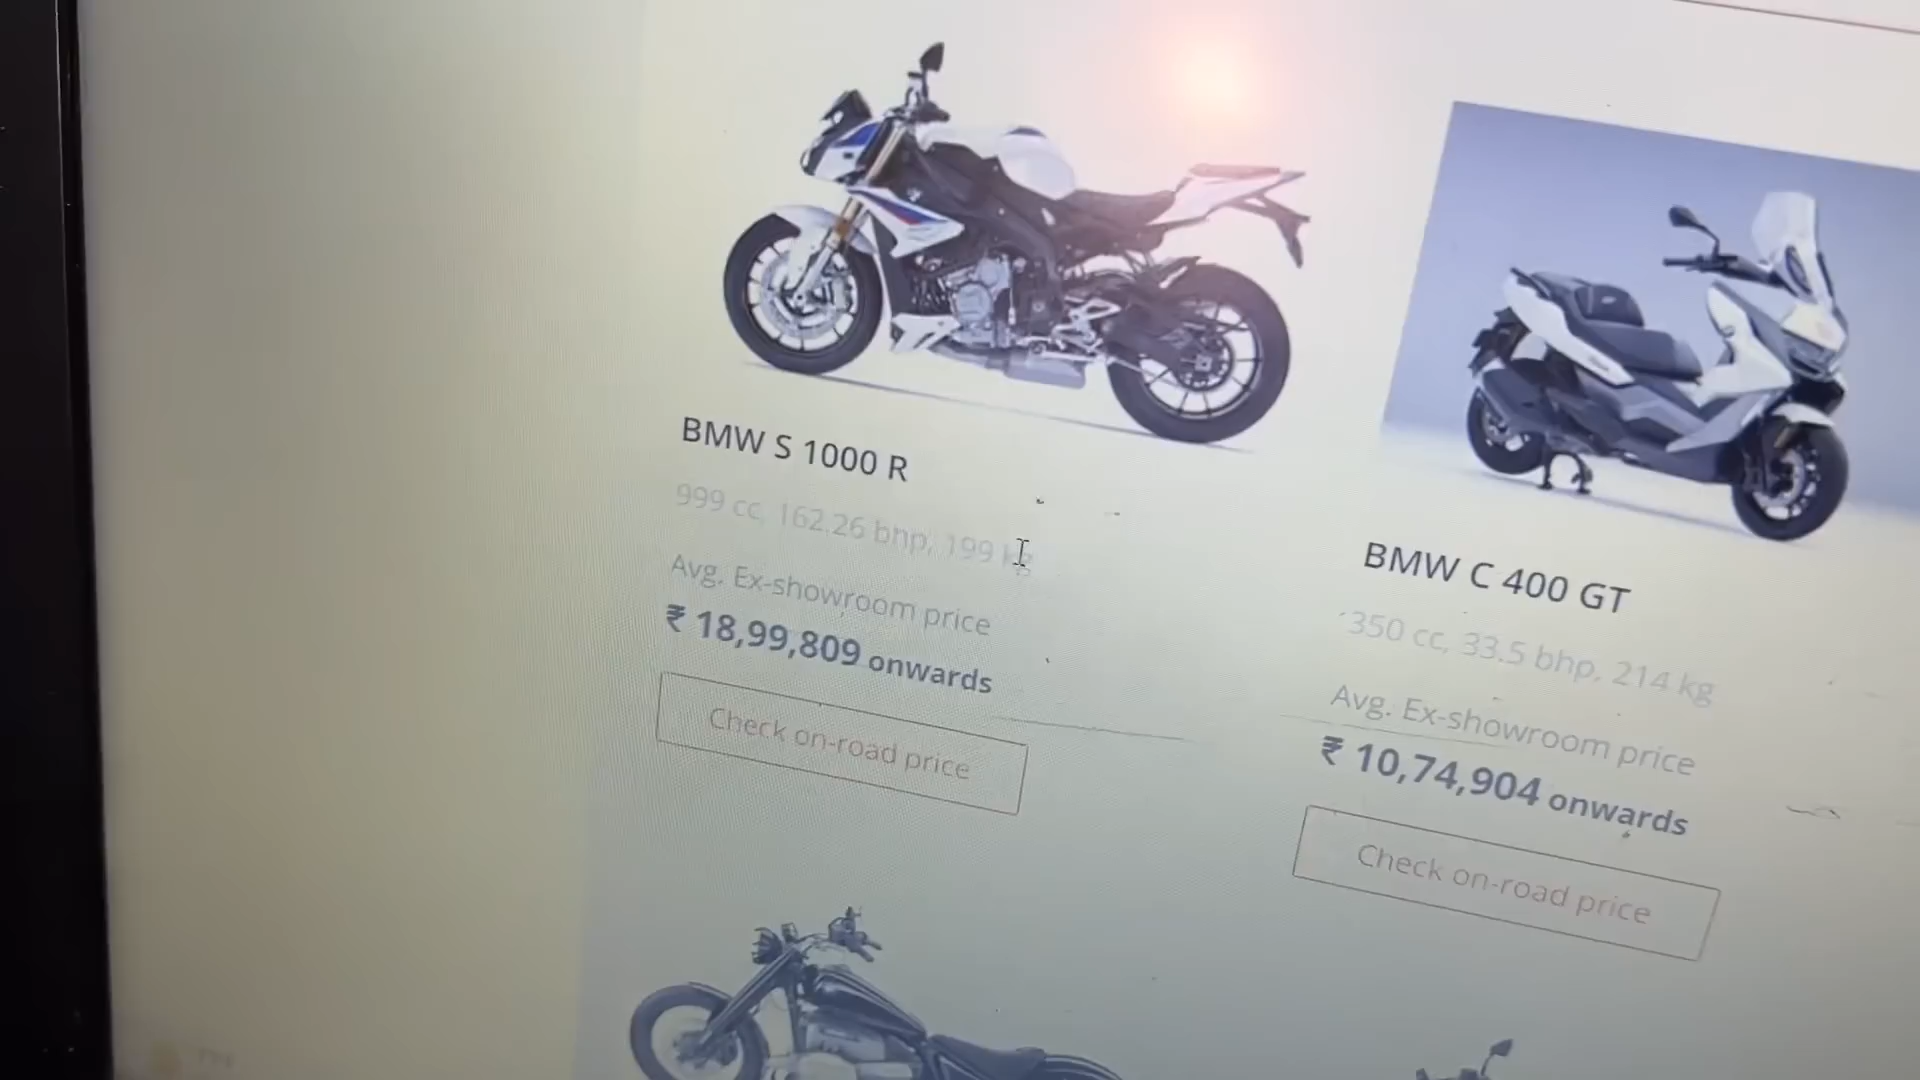 BMW S 1000 R
999 cc, 162.26 bhp, 199 kg
Avg. Ex-showroom price
₹ 18,99,809 onwards
Check on-road price
BMW C 400 GT
350 cc, 33.5 bhp, 214 kg
Avg. Ex-showroom price
₹ 10,74,904 onwards
Check on-road price